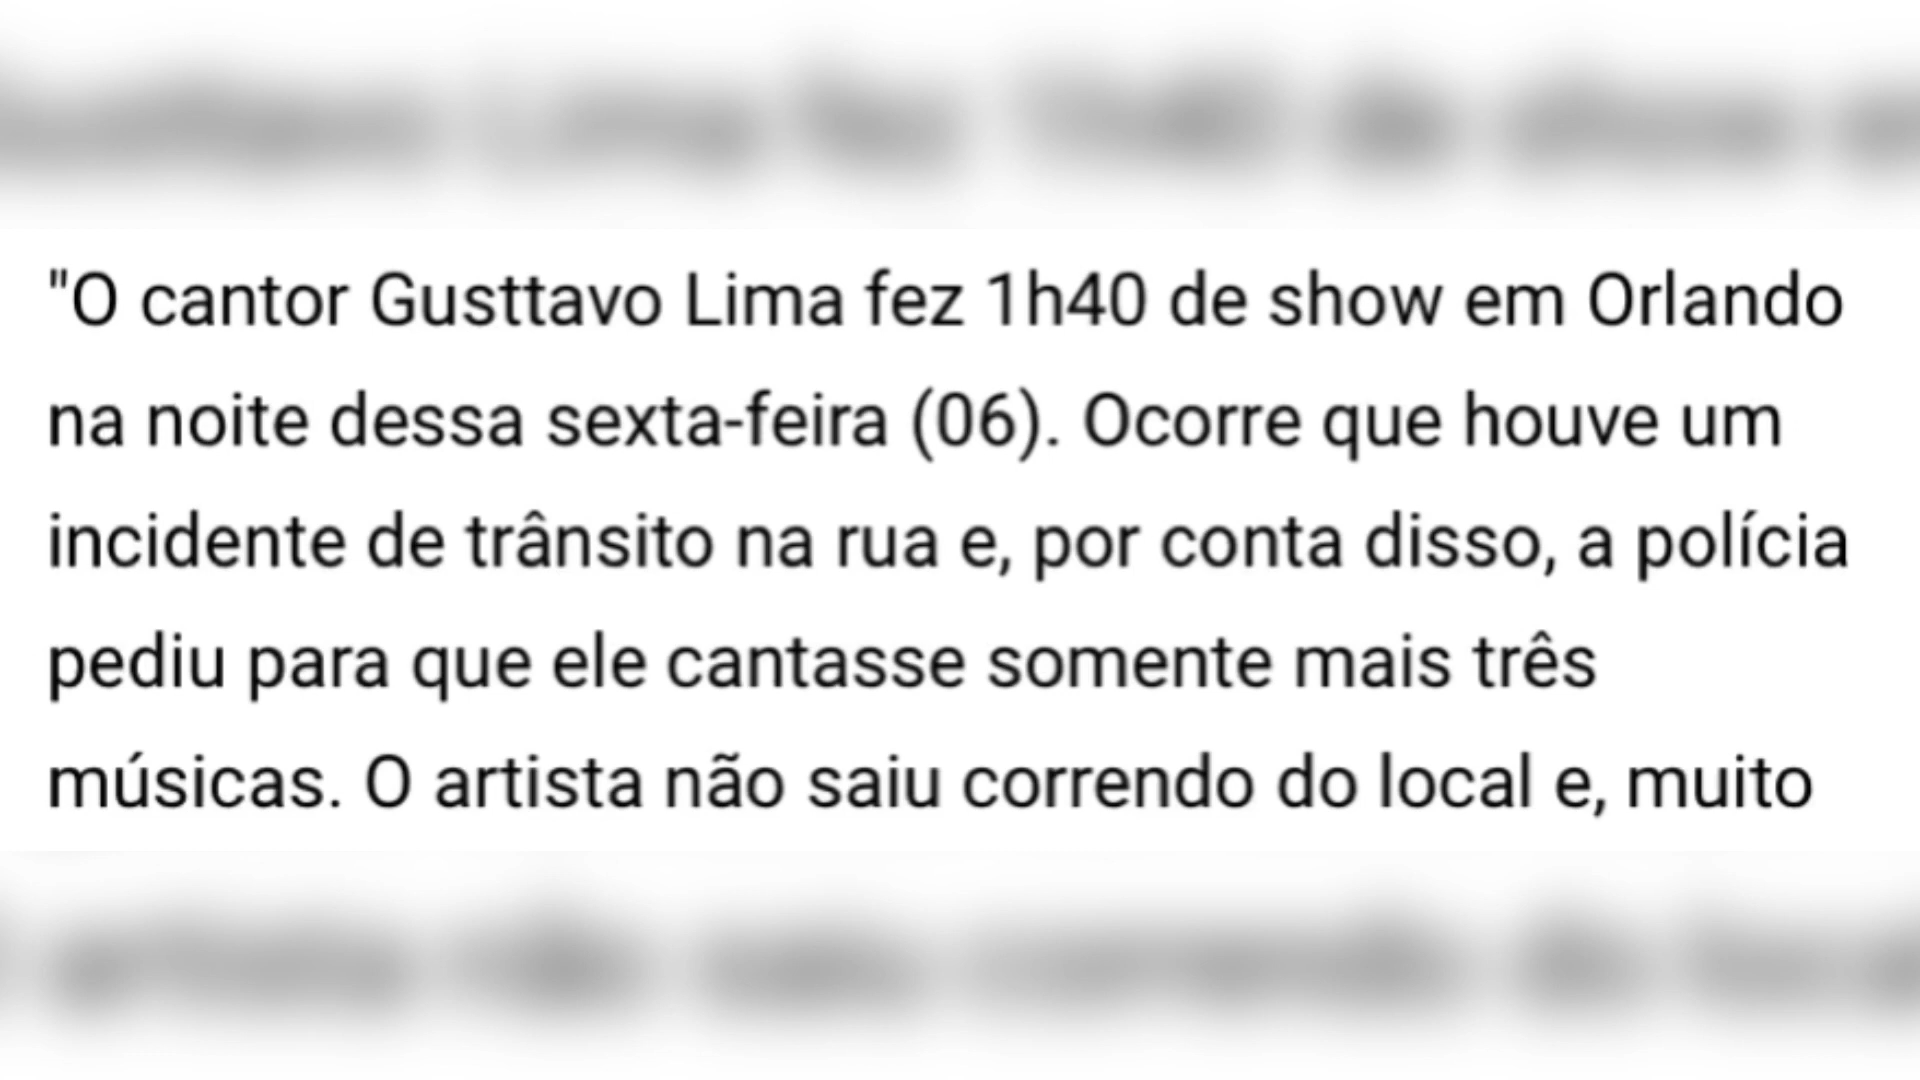 "O cantor Gusttavo Lima fez 1h40 de show em Orlando
na noite dessa sexta-feira (06). Ocorre que houve um
incidente de trânsito na rua e, por conta disso, a polícia
pediu para que ele cantasse somente mais três
músicas. O artista não saiu correndo do local e, muito